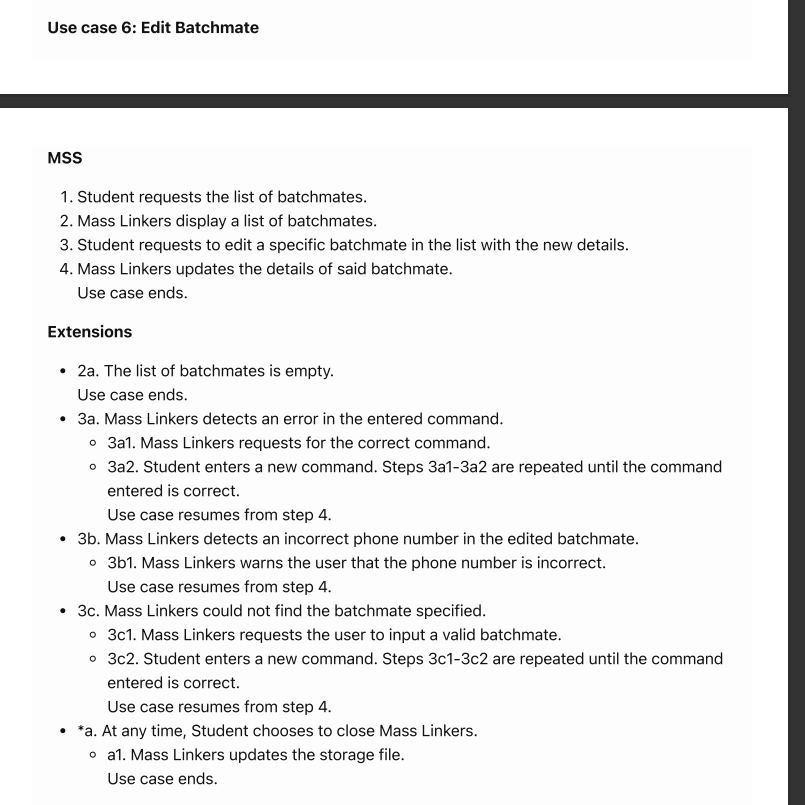 Use case 6: Edit Batchmate
MSS
1. Student requests the list of batchmates.
2. Mass Linkers display a list of batchmates.
3. Student requests to edit a specific batchmate in the list with the new details.
4. Mass Linkers updates the details of said batchmate.
Use case ends.
Extensions
• 2a. The list of batchmates is empty.
Use case ends.
• 3a. Mass Linkers detects an error in the entered command.
◦ 3a1. Mass Linkers requests for the correct command.
◦ 3a2. Student enters a new command. Steps 3a1-3a2 are repeated until the command
entered is correct.
Use case resumes from step 4.
• 3b. Mass Linkers detects an incorrect phone number in the edited batchmate.
◦ 3b1. Mass Linkers warns the user that the phone number is incorrect.
Use case resumes from step 4.
• 3c. Mass Linkers could not find the batchmate specified.
◦ 3c1. Mass Linkers requests the user to input a valid batchmate.
◦ 3c2. Student enters a new command. Steps 3c1-3c2 are repeated until the command
entered is correct.
Use case resumes from step 4.
• *a. At any time, Student chooses to close Mass Linkers.
◦ a1. Mass Linkers updates the storage file.
Use case ends.